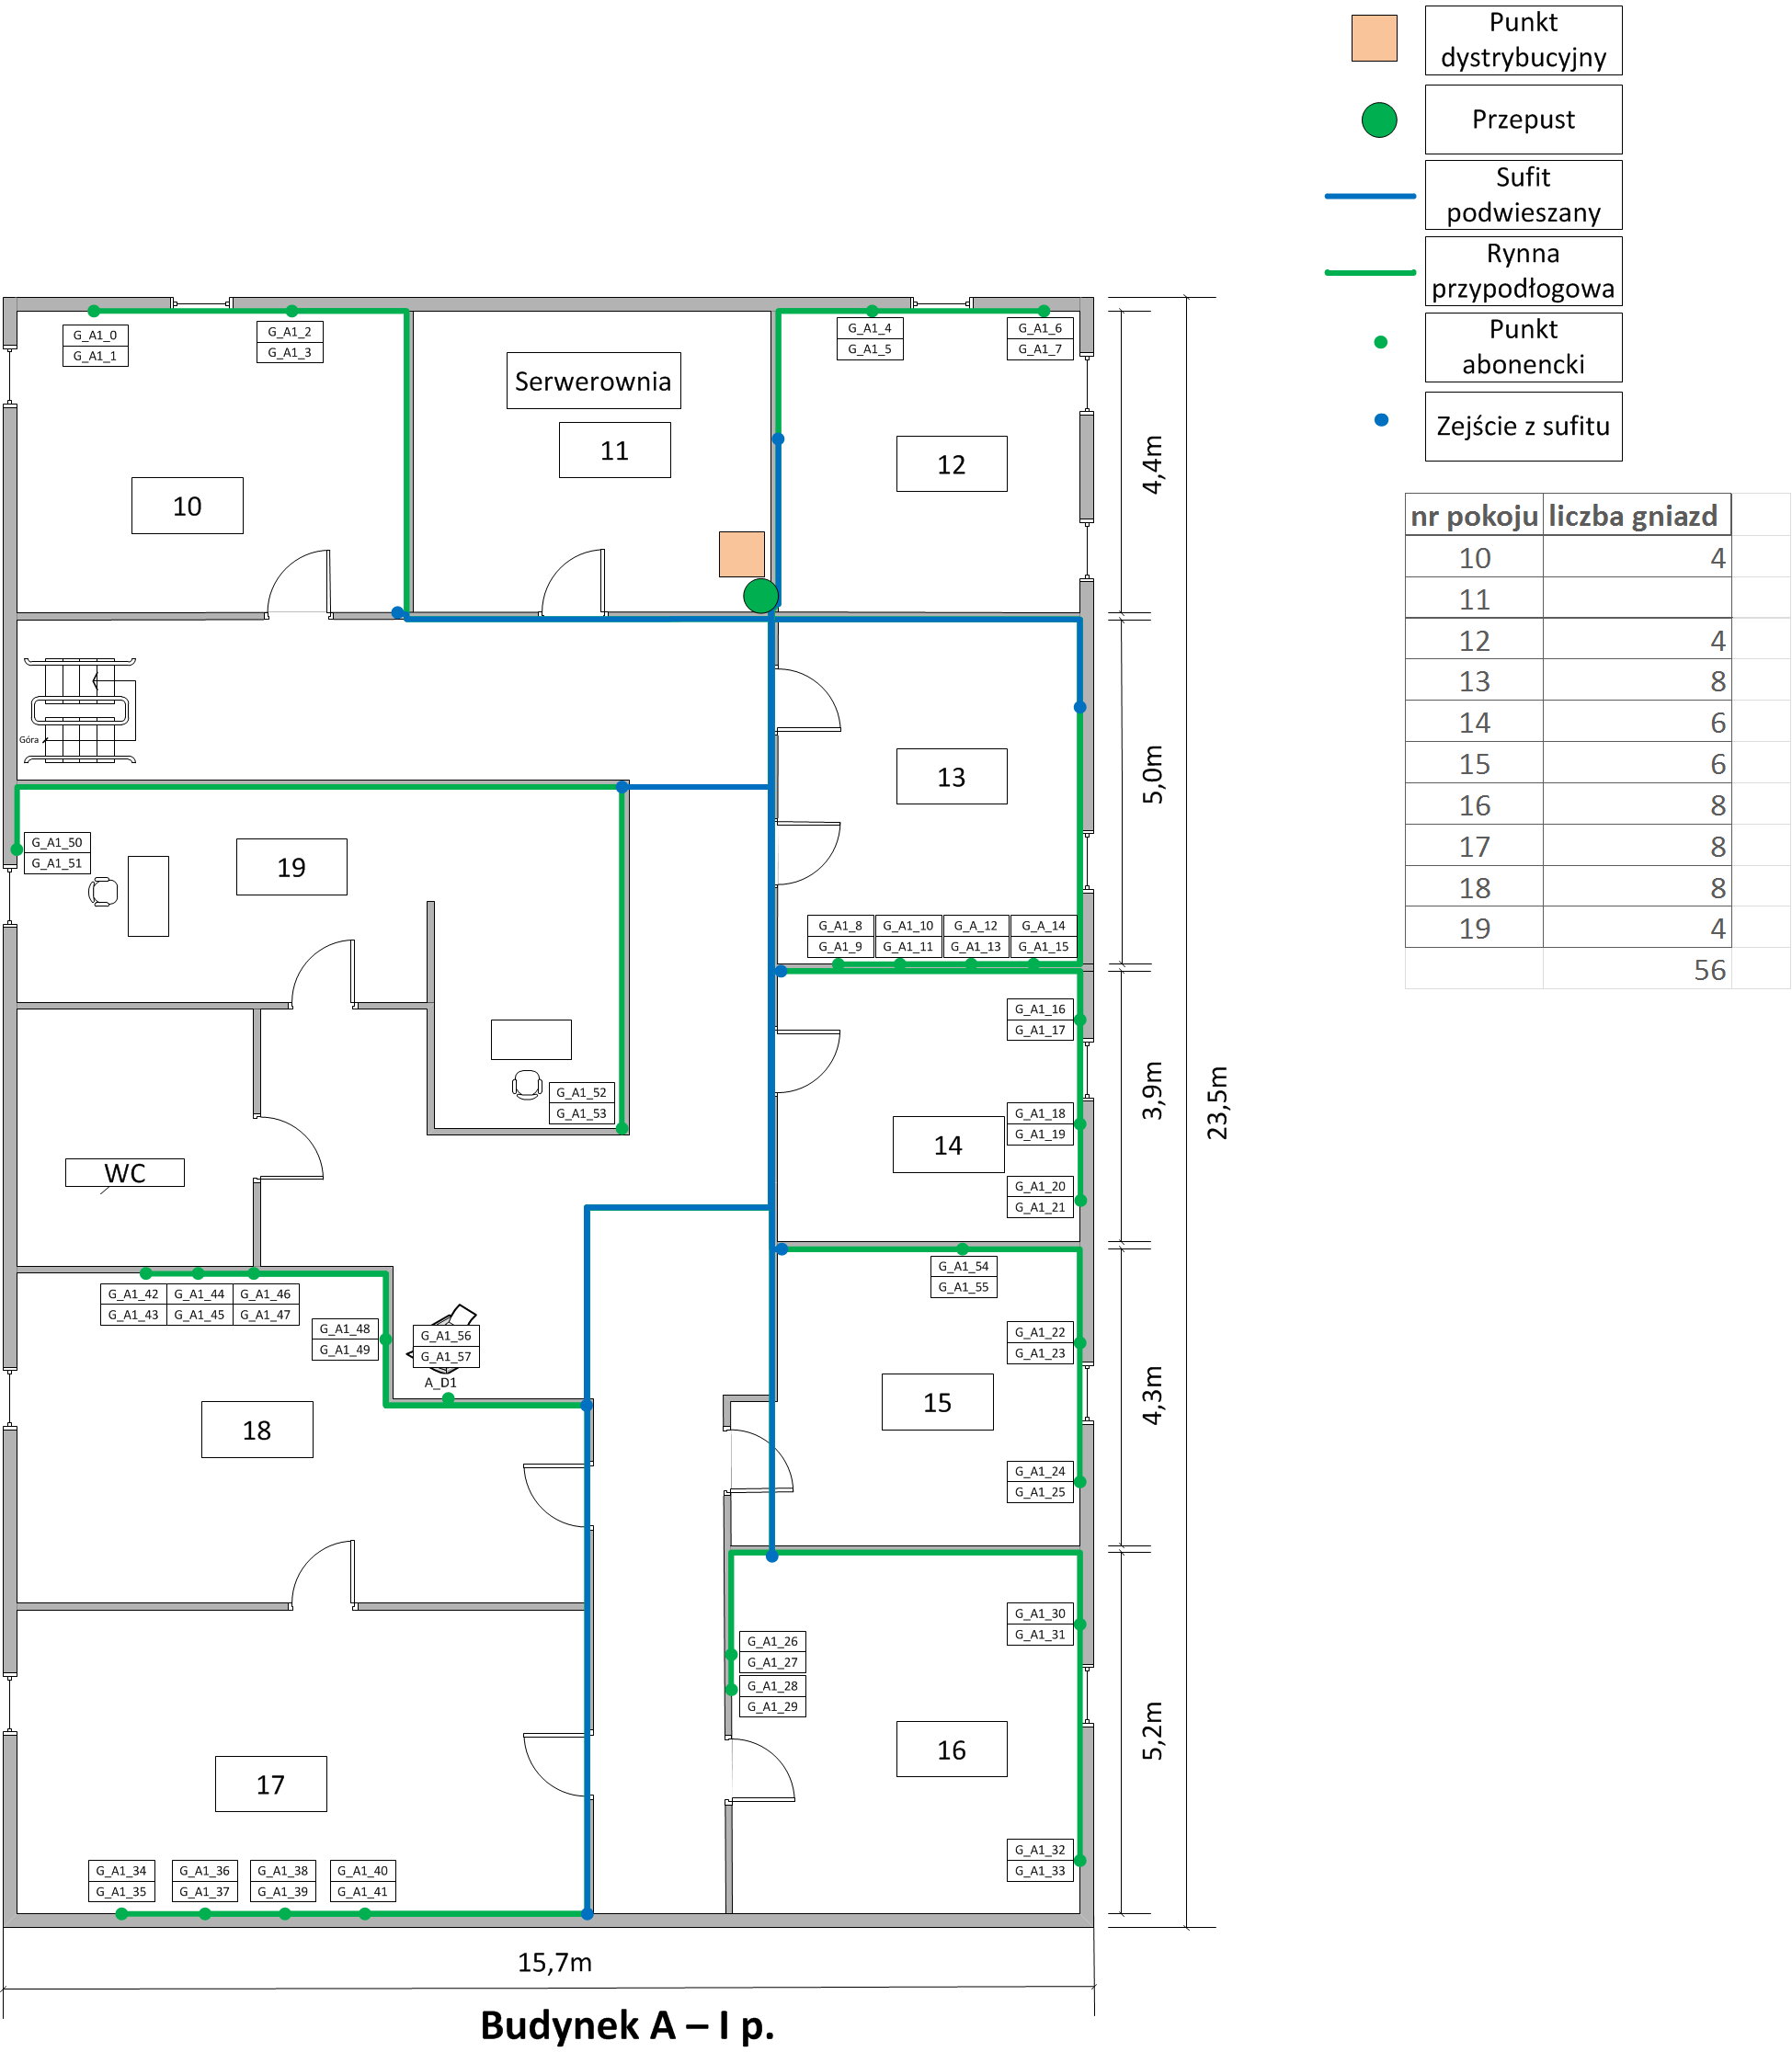 Punkt
dystrybucyjny
Przepust
Sufit
podwieszany
Rynna
przypodłogowa
Punkt
abonencki
Zejście z sufitu
nr pokoju liczba gniazd
10 4
11
12 4
13 8
14 6
15 6
16 8
17 8
18 8
19 4
56
G_A1_0
G_A1_1
G_A1_2
G_A1_3
G_A1_4
G_A1_5
G_A1_6
G_A1_7
Serwerownia
10
11
12
4,4m
Góra
13
5,0m
G_A1_8 G_A1_10 G_A_12 G_A_14
G_A1_9 G_A1_11 G_A1_13 G_A1_15
G_A1_50
G_A1_51
19
G_A1_52
G_A1_53
G_A1_16
G_A1_17
G_A1_18
G_A1_19
G_A1_20
G_A1_21
14
3,9m
23,5m
WC
G_A1_54
G_A1_55
G_A1_22
G_A1_23
G_A1_24
G_A1_25
15
4,3m
G_A1_42 G_A1_44 G_A1_46
G_A1_43 G_A1_45 G_A1_47
G_A1_48
G_A1_49
G_A1_56
G_A1_57
A_D1
18
G_A1_30
G_A1_31
G_A1_26
G_A1_27
G_A1_28
G_A1_29
16
5,2m
17
G_A1_32
G_A1_33
G_A1_34 G_A1_36 G_A1_38 G_A1_40
G_A1_35 G_A1_37 G_A1_39 G_A1_41
15,7m
Budynek A – I p.